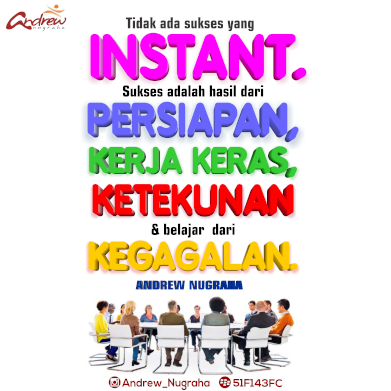 Andrew
nugraha
Tidak ada sukses yang
INSTANT.
Sukses adalah hasil dari
PERSIAPAN,
KERJA KERAS,
KETEKUNAN
& belajar dari
KEGAGALAN.
ANDREW NUGRAHA
@Andrew_Nugraha 51F143FC